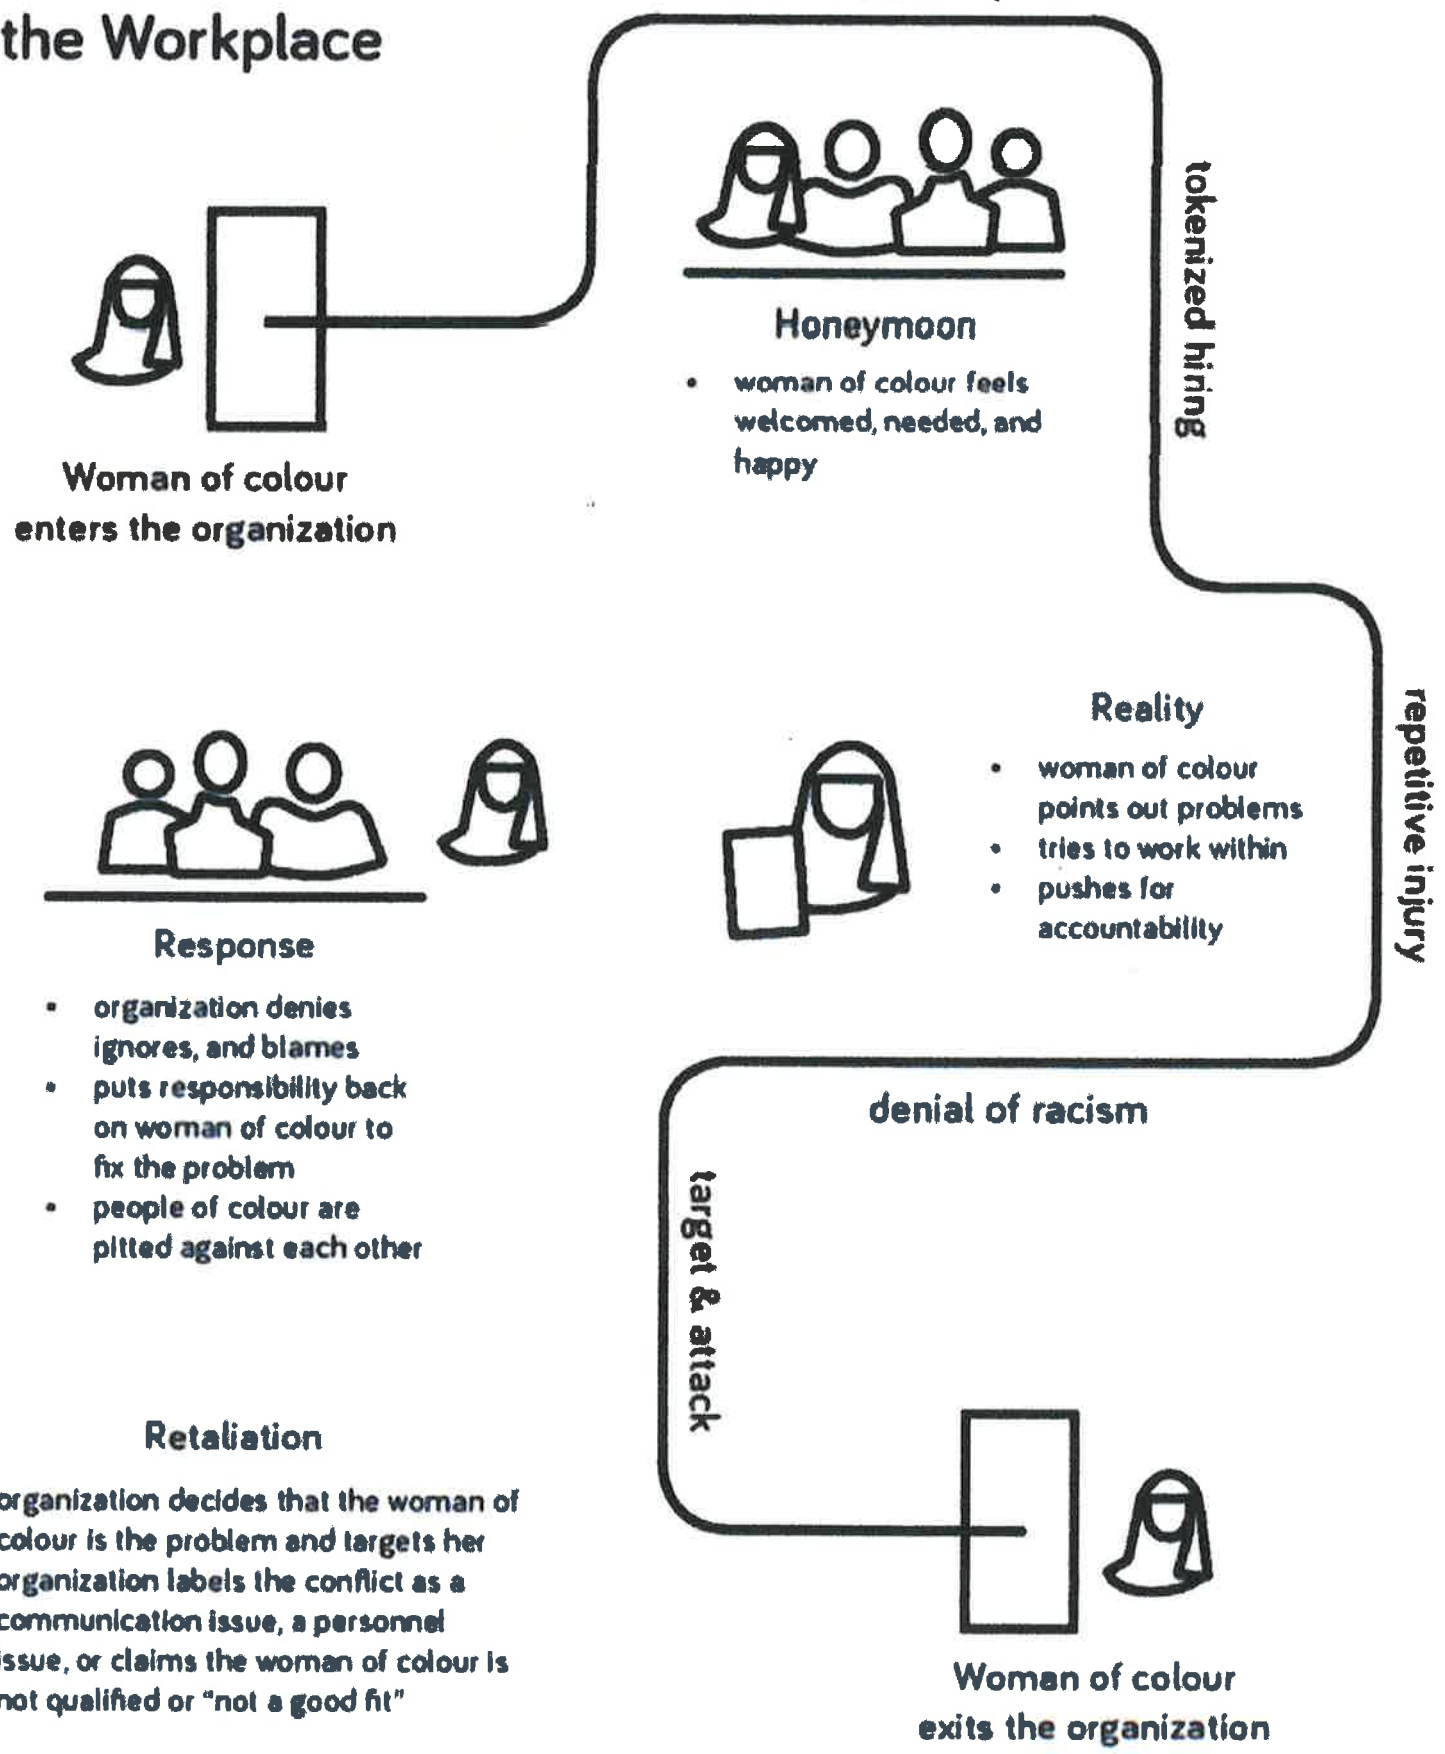 the Workplace
Woman of colour
enters the organization
Honeymoon
• woman of colour feels
welcomed, needed, and
happy
tokenized hiring
Reality
• woman of colour
points out problems
• tries to work within
• pushes for
accountability
repetitive injury
denial of racism
Response
• organization denies
ignores, and blames
• puts responsibility back
on woman of colour to
fix the problem
• people of colour are
pitted against each other
target & attack
Retaliation
organization decides that the woman of
colour is the problem and targets her
organization labels the conflict as a
communication issue, a personnel
issue, or claims the woman of colour is
not qualified or "not a good fit"
Woman of colour
exits the organization